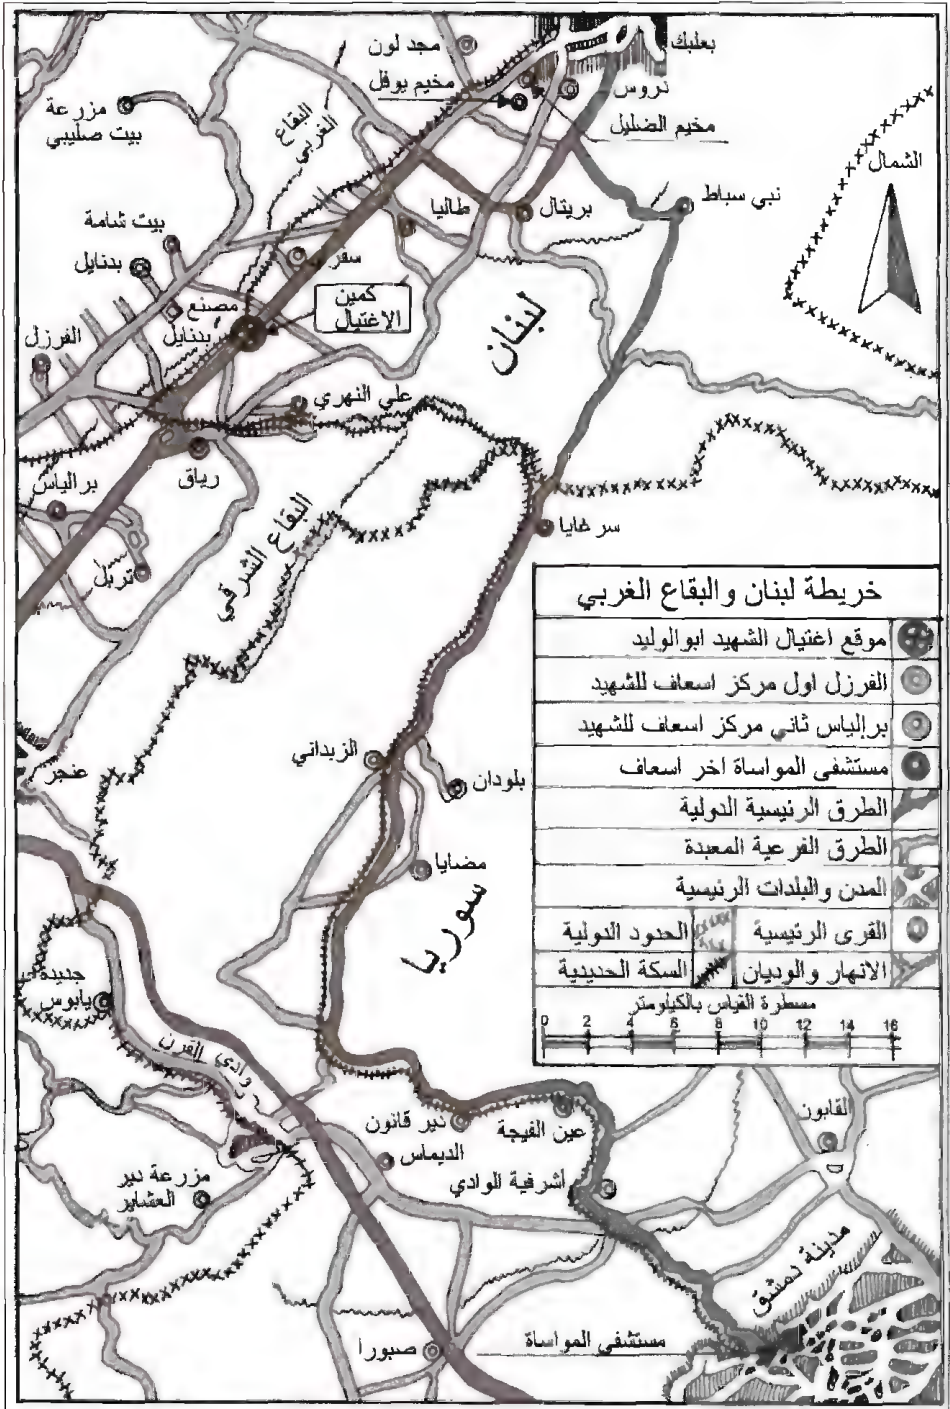 بعلبك
مجدلون
مخيم يوفل
نروس
مخيم الضليل
مزرعة
بيت صليبي
البقاع
الغربي
الشمال
نبي سباط
بريتال
طاليا
بيت شامة
بدنايل
سفر
مصنع
بدنايل
كمين
الاغتيال
لبنان
الفرزل
علي النهري
رياق
برالياس
تربل
البقاع الشرقي
سرغايا
خريطة لبنان والبقاع الغربي
موقع اغتيال الشهيد ابوالوليد
الفرزل اول مركز اسعاف للشهيد
برإلياس ثاني مركز اسعاف للشهيد
مستشفى المواساة اخر اسعاف
الطرق الرئيسية الدولية
الطرق الفرعية المعبدة
المدن والبلدات الرئيسية
القرى الرئيسية
الحدود الدولية
الانهار والوديان
السكة الحديدية
مسطرة القياس بالكيلومتر
0 2 4 6 8 10 12 14 16
الزبداني
بلودان
عنجر
مضايا
سوريا
جديدة
يابوس
وادي القرن
دير قانون
عين الفيجة
القابون
الديماس
أشرفية الوادي
مزرعة دير
العشاير
مدينة دمشق
صبورا
مستشفى المواساة